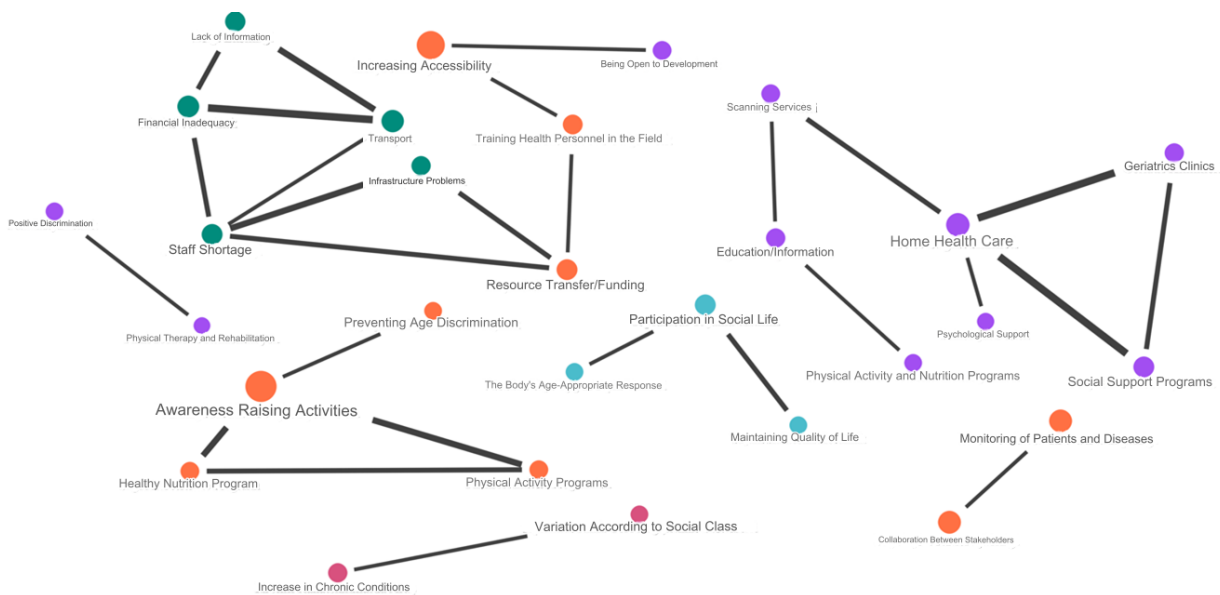 Lack of Information
Increasing Accessibility
Being Open to Development
Scanning Services
Financial Inadequacy
Transport
Training Health Personnel in the Field
Geriatrics Clinics
Infrastructure Problems
Positive Discrimination
Staff Shortage
Education/Information
Home Health Care
Resource Transfer/Funding
Preventing Age Discrimination
Participation in Social Life
Physical Therapy and Rehabilitation
Psychological Support
The Body's Age-Appropriate Response
Physical Activity and Nutrition Programs
Social Support Programs
Awareness Raising Activities
Maintaining Quality of Life
Monitoring of Patients and Diseases
Healthy Nutrition Program
Physical Activity Programs
Variation According to Social Class
Collaboration Between Stakeholders
Increase in Chronic Conditions